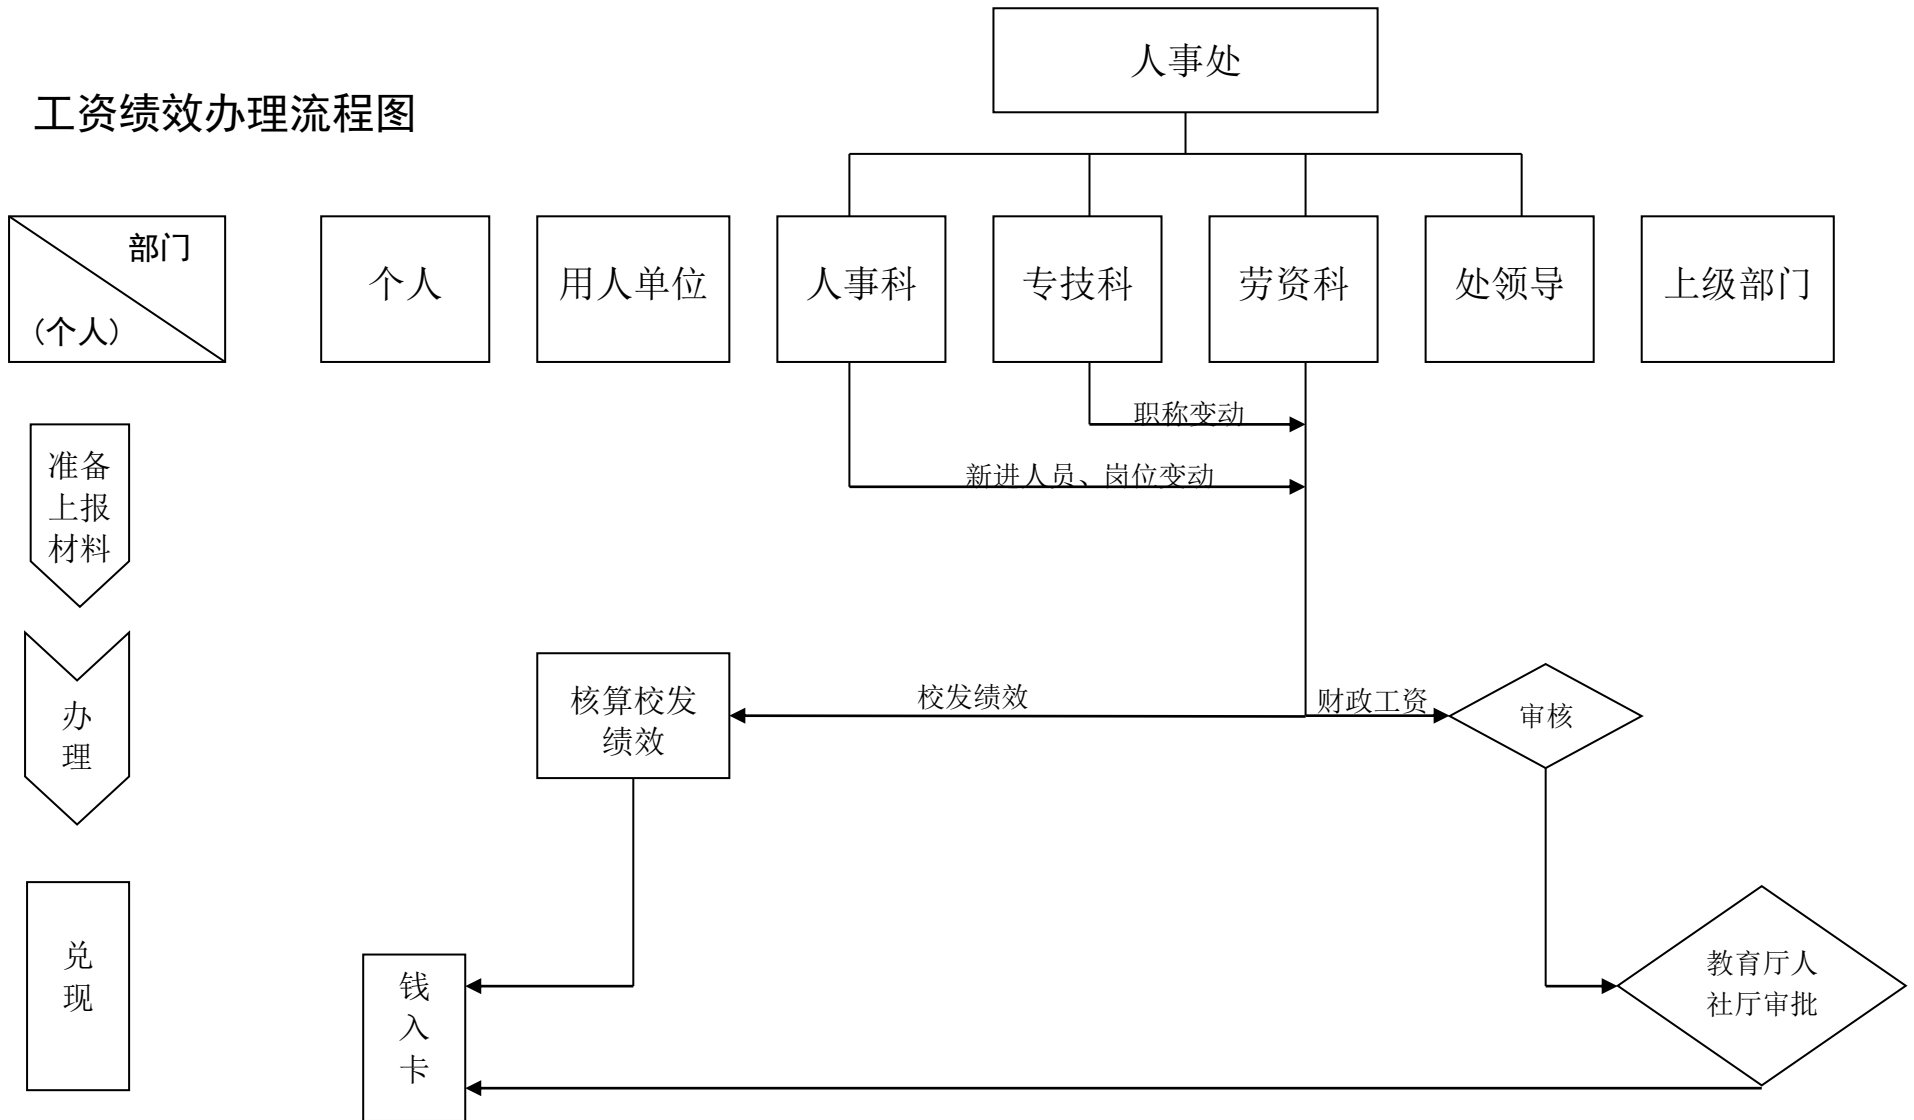 人事处
工资绩效办理流程图
部门
(个人)
个人
用人单位
人事科
专技科
劳资科
处领导
上级部门
职称变动
新进人员、岗位变动
准备
上报
材料
办
理
核算校发
绩效
校发绩效
财政工资
审核
兑
现
钱
入
卡
教育厅人
社厅审批